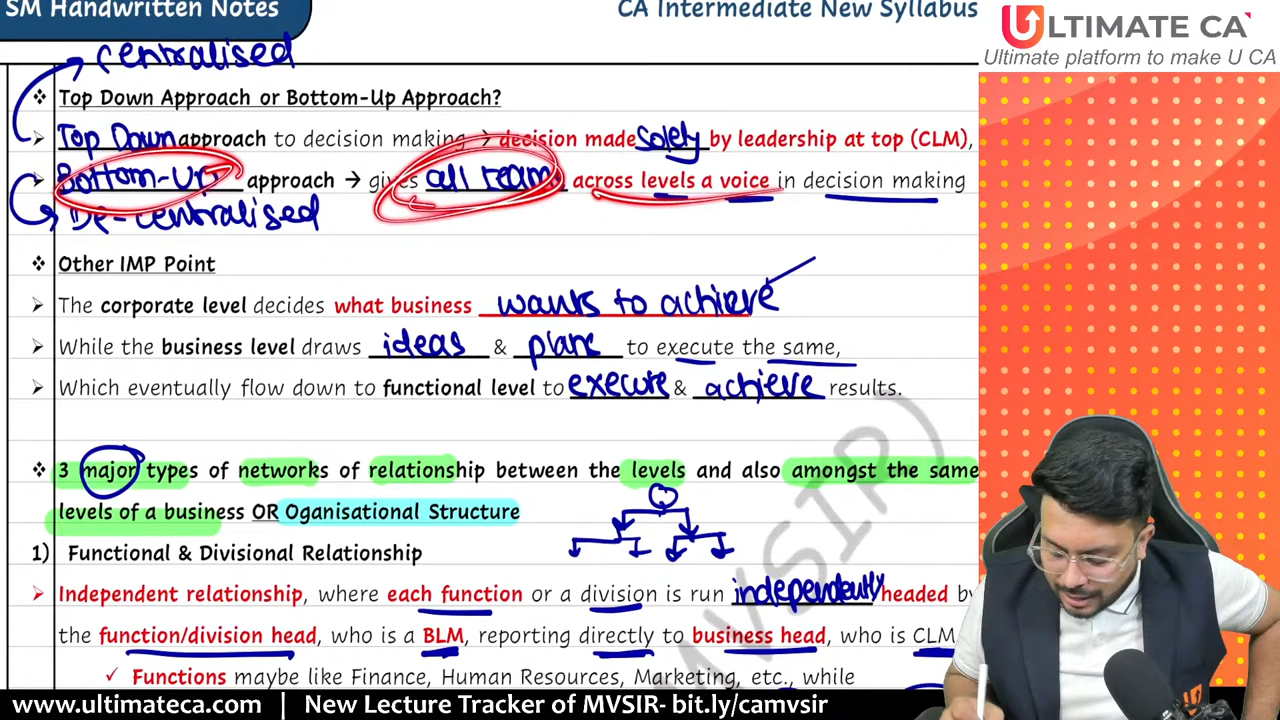 SM Handwritten Notes
CA Intermediate New Syllabus
ULTIMATE CA
Ultimate platform to make U CA
centralised
❖ Top Down Approach or Bottom-Up Approach?
➢ Top Down approach to decision making → decision made solely by leadership at top (CLM),
➢ Bottom-Up approach → gives all team across levels a voice in decision making
De-centralised
❖ Other IMP Point
➢ The corporate level decides what business wants to achieve
➢ While the business level draws ideas & plans to execute the same,
➢ Which eventually flow down to functional level to execute & achieve results.
❖ 3 major types of networks of relationship between the levels and also amongst the same
levels of a business OR Oganisational Structure
1) Functional & Divisional Relationship
➢ Independent relationship, where each function or a division is run independently headed by
the function/division head, who is a BLM, reporting directly to business head, who is CLM
✓ Functions maybe like Finance, Human Resources, Marketing, etc., while
MVSIR)
www.ultimateca.com | New Lecture Tracker of MVSIR- bit.ly/camvsir